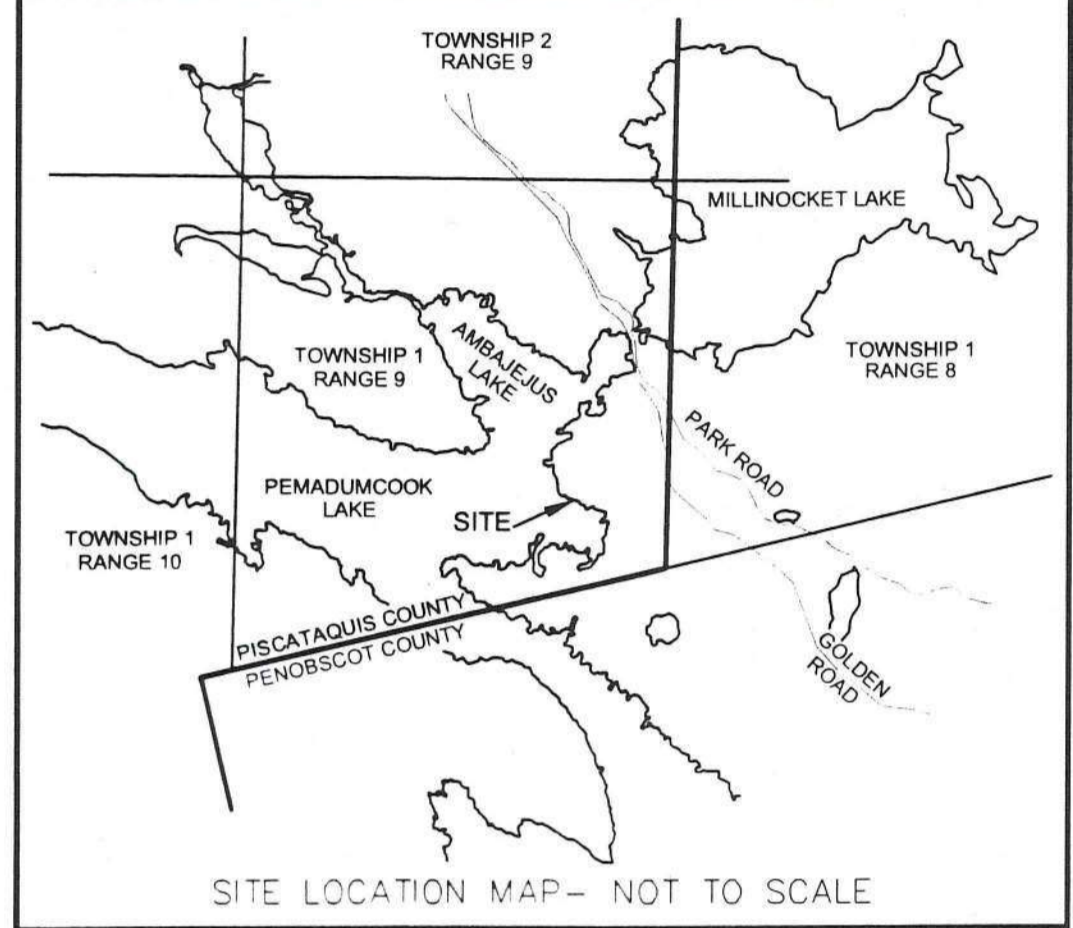 TOWNSHIP 2
RANGE 9
MILLINOCKET LAKE
AMBAJEJUS
LAKE
TOWNSHIP 1
RANGE 9
TOWNSHIP 1
RANGE 8
PARK ROAD
PEMADUMCOOK
LAKE
SITE
TOWNSHIP 1
RANGE 10
PISCATAQUIS COUNTY
PENOBSCOT COUNTY
GOLDEN
ROAD
SITE LOCATION MAP– NOT TO SCALE